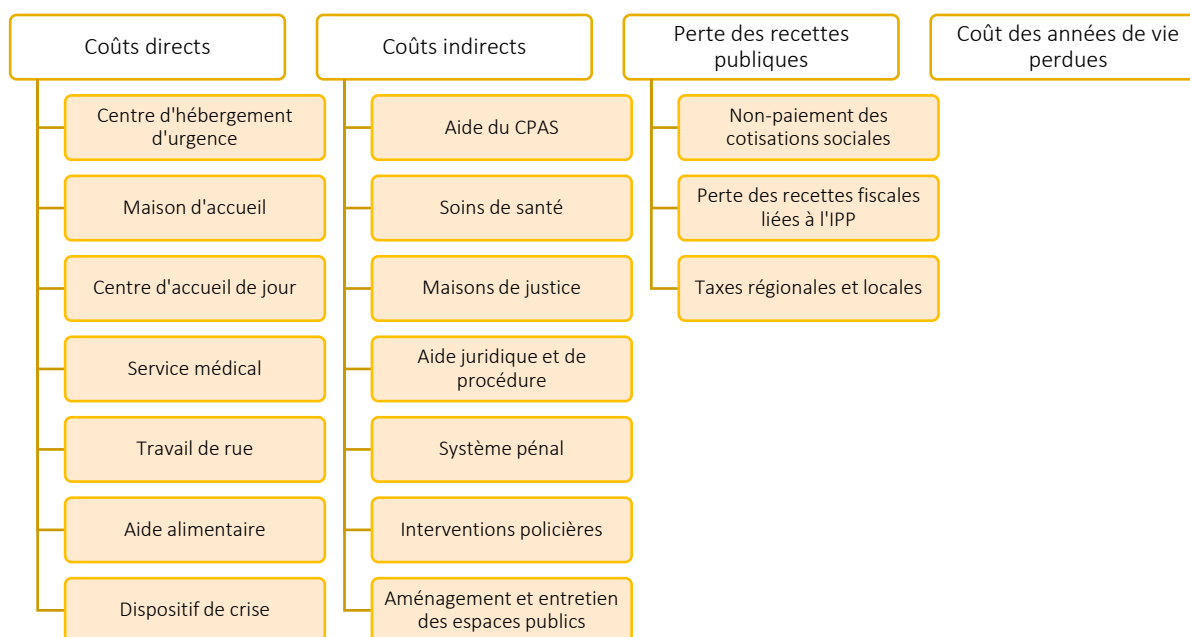 Coûts directs
Centre d'hébergement
d'urgence
Maison d'accueil
Centre d'accueil de jour
Service médical
Travail de rue
Aide alimentaire
Dispositif de crise
Coûts indirects
Aide du CPAS
Soins de santé
Maisons de justice
Aide juridique et de
procédure
Système pénal
Interventions policières
Aménagement et entretien
des espaces publics
Perte des recettes
publiques
Non-paiement des
cotisations sociales
Perte des recettes fiscales
liées à l'IPP
Taxes régionales et locales
Coût des années de vie
perdues